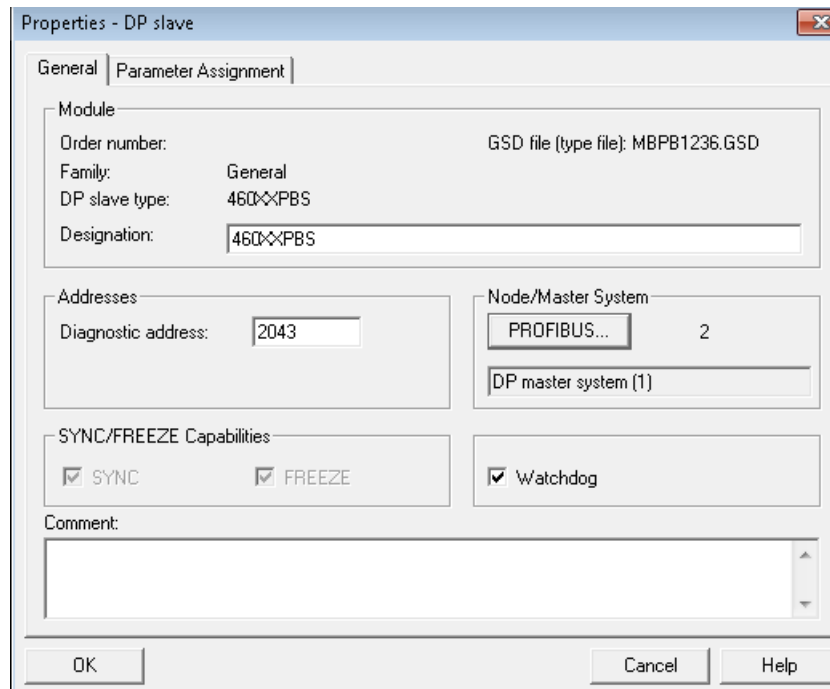 Properties - DP slave
General Parameter Assignment
Module
Order number: GSD file (type file): MBPB1236.GSD
Family: General
DP slave type: 460XXPBS
Designation: 460XXPBS
Addresses
Diagnostic address: 2043
Node/Master System
PROFIBUS... 2
DP master system (1)
SYNC/FREEZE Capabilities
SYNC FREEZE
Watchdog
Comment:
OK Cancel Help